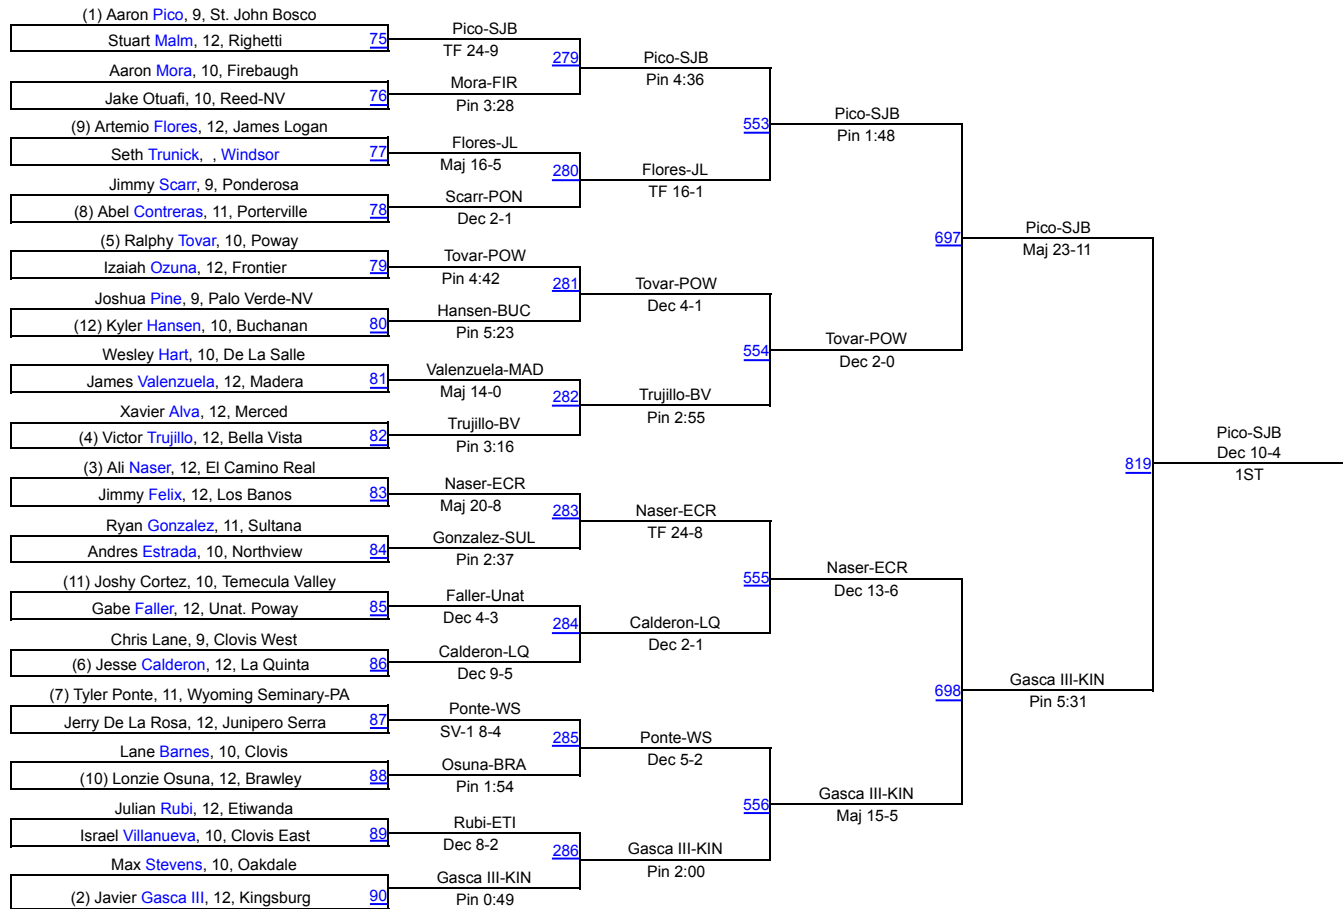 (1) Aaron Pico, 9, St. John Bosco
Stuart Malm, 12, Righetti
75
Aaron Mora, 10, Firebaugh
Jake Otuafi, 10, Reed-NV
76
(9) Artemio Flores, 12, James Logan
Seth Trunick, , Windsor
77
Jimmy Scarr, 9, Ponderosa
(8) Abel Contreras, 11, Porterville
78
(5) Ralphy Tovar, 10, Poway
Izaiah Ozuna, 12, Frontier
79
Joshua Pine, 9, Palo Verde-NV
(12) Kyler Hansen, 10, Buchanan
80
Wesley Hart, 10, De La Salle
James Valenzuela, 12, Madera
81
Xavier Alva, 12, Merced
(4) Victor Trujillo, 12, Bella Vista
82
(3) Ali Naser, 12, El Camino Real
Jimmy Felix, 12, Los Banos
83
Ryan Gonzalez, 11, Sultana
Andres Estrada, 10, Northview
84
(11) Joshy Cortez, 10, Temecula Valley
Gabe Faller, 12, Unat. Poway
85
Chris Lane, 9, Clovis West
(6) Jesse Calderon, 12, La Quinta
86
(7) Tyler Ponte, 11, Wyoming Seminary-PA
Jerry De La Rosa, 12, Junipero Serra
87
Lane Barnes, 10, Clovis
(10) Lonzie Osuna, 12, Brawley
88
Julian Rubi, 12, Etiwanda
Israel Villanueva, 10, Clovis East
89
Max Stevens, 10, Oakdale
(2) Javier Gasca III, 12, Kingsburg
90
Pico-SJB
TF 24-9
279
Mora-FIR
Pin 3:28
Flores-JL
Maj 16-5
280
Scarr-PON
Dec 2-1
Tovar-POW
Pin 4:42
281
Hansen-BUC
Pin 5:23
Valenzuela-MAD
Maj 14-0
282
Trujillo-BV
Pin 3:16
Naser-ECR
Maj 20-8
283
Gonzalez-SUL
Pin 2:37
Faller-Unat
Dec 4-3
284
Calderon-LQ
Dec 9-5
Ponte-WS
SV-1 8-4
285
Osuna-BRA
Pin 1:54
Rubi-ETI
Dec 8-2
286
Gasca III-KIN
Pin 0:49
Pico-SJB
Pin 4:36
553
Flores-JL
TF 16-1
Tovar-POW
Dec 4-1
554
Trujillo-BV
Pin 2:55
Naser-ECR
TF 24-8
555
Calderon-LQ
Dec 2-1
Ponte-WS
Dec 5-2
556
Gasca III-KIN
Pin 2:00
Pico-SJB
Pin 1:48
697
Tovar-POW
Dec 2-0
Naser-ECR
Dec 13-6
698
Gasca III-KIN
Maj 15-5
Pico-SJB
Maj 23-11
819
Gasca III-KIN
Pin 5:31
Pico-SJB
Dec 10-4
1ST